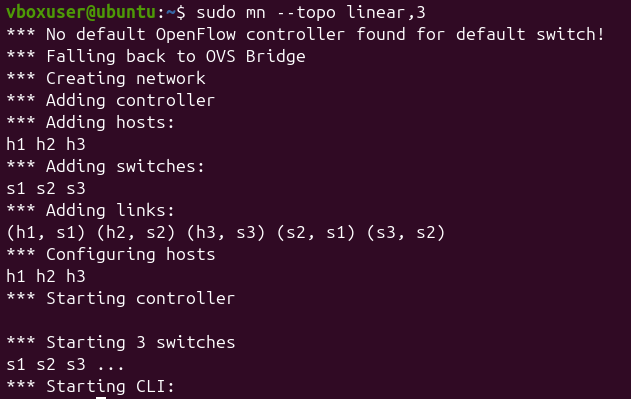 vboxuser@ubuntu:~$ sudo mn --topo linear,3
*** No default OpenFlow controller found for default switch!
*** Falling back to OVS Bridge
*** Creating network
*** Adding controller
*** Adding hosts:
h1 h2 h3
*** Adding switches:
s1 s2 s3
*** Adding links:
(h1, s1) (h2, s2) (h3, s3) (s2, s1) (s3, s2)
*** Configuring hosts
h1 h2 h3
*** Starting controller

*** Starting 3 switches
s1 s2 s3 ...
*** Starting CLI: